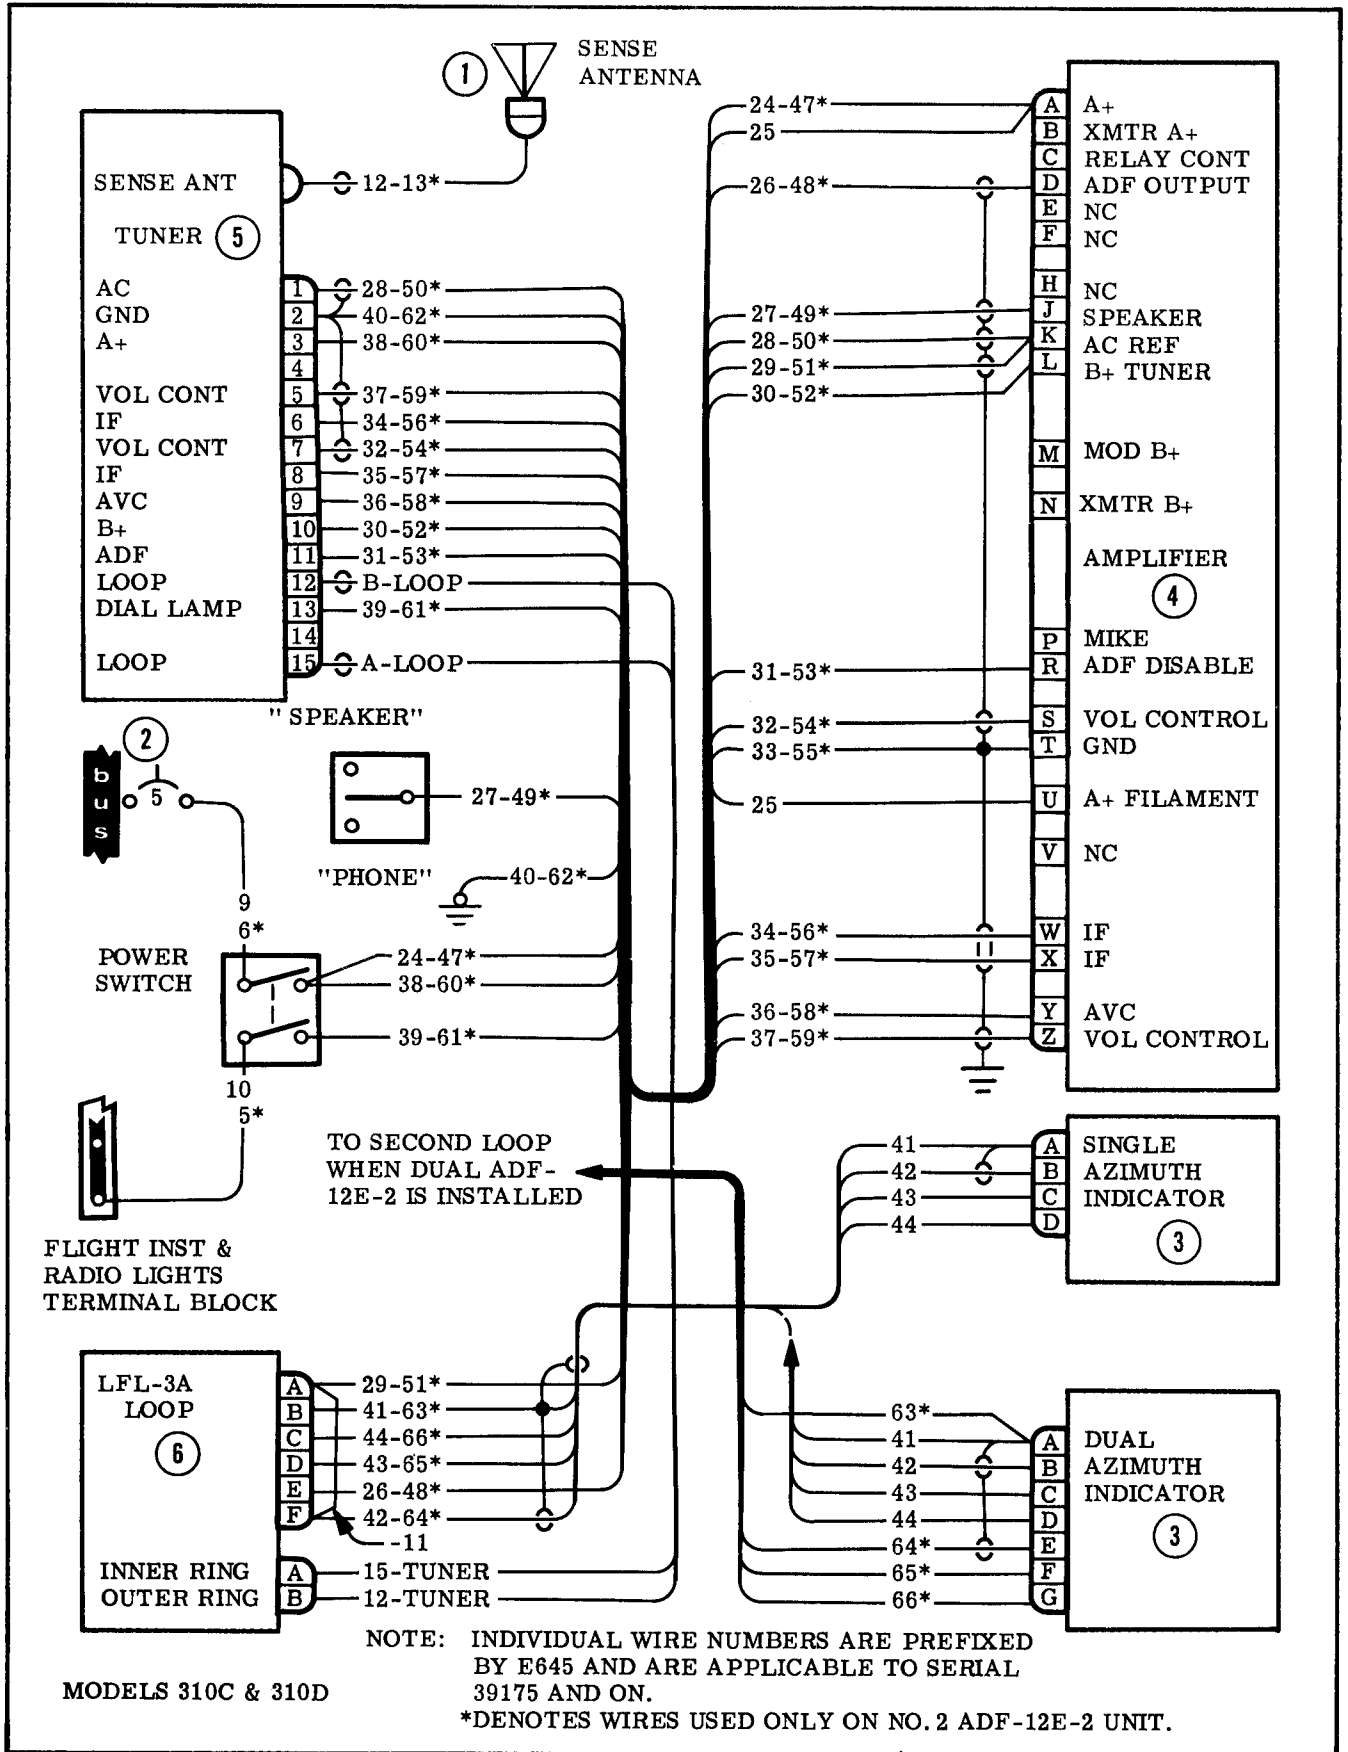 1
SENSE
ANTENNA
SENSE ANT
12-13*
TUNER 5
AC 1 28-50*
GND 2 40-62*
A+ 3 38-60*
4
VOL CONT 5 37-59*
IF 6 34-56*
VOL CONT 7 32-54*
IF 8 35-57*
AVC 9 36-58*
B+ 10 30-52*
ADF 11 31-53*
LOOP 12 B-LOOP
DIAL LAMP 13 39-61*
14
LOOP 15 A-LOOP
24-47* A A+
25 B XMTR A+
C RELAY CONT
26-48* D ADF OUTPUT
E NC
F NC
H NC
27-49* J SPEAKER
28-50* K AC REF
29-51*
30-52* L B+ TUNER
M MOD B+
N XMTR B+
AMPLIFIER
4
P MIKE
31-53* R ADF DISABLE
32-54* S VOL CONTROL
33-55* T GND
25 U A+ FILAMENT
V NC
34-56* W IF
35-57* X IF
36-58* Y AVC
37-59* Z VOL CONTROL
"SPEAKER"
27-49*
"PHONE"
40-62*
2
bus
5
9
6*
POWER
SWITCH
24-47*
38-60*
39-61*
10
5*
FLIGHT INST &
RADIO LIGHTS
TERMINAL BLOCK
TO SECOND LOOP
WHEN DUAL ADF-
12E-2 IS INSTALLED
41 A SINGLE
42 B AZIMUTH
43 C INDICATOR
44 D
3
LFL-3A
LOOP
6
A 29-51*
B 41-63*
C 44-66*
D 43-65*
E 26-48*
F 42-64*
-11
INNER RING A 15-TUNER
OUTER RING B 12-TUNER
63*
41 A DUAL
42 B AZIMUTH
43 C INDICATOR
44 D
64* E
65* F
66* G
3
NOTE: INDIVIDUAL WIRE NUMBERS ARE PREFIXED
BY E645 AND ARE APPLICABLE TO SERIAL
39175 AND ON.
*DENOTES WIRES USED ONLY ON NO. 2 ADF-12E-2 UNIT.
MODELS 310C & 310D